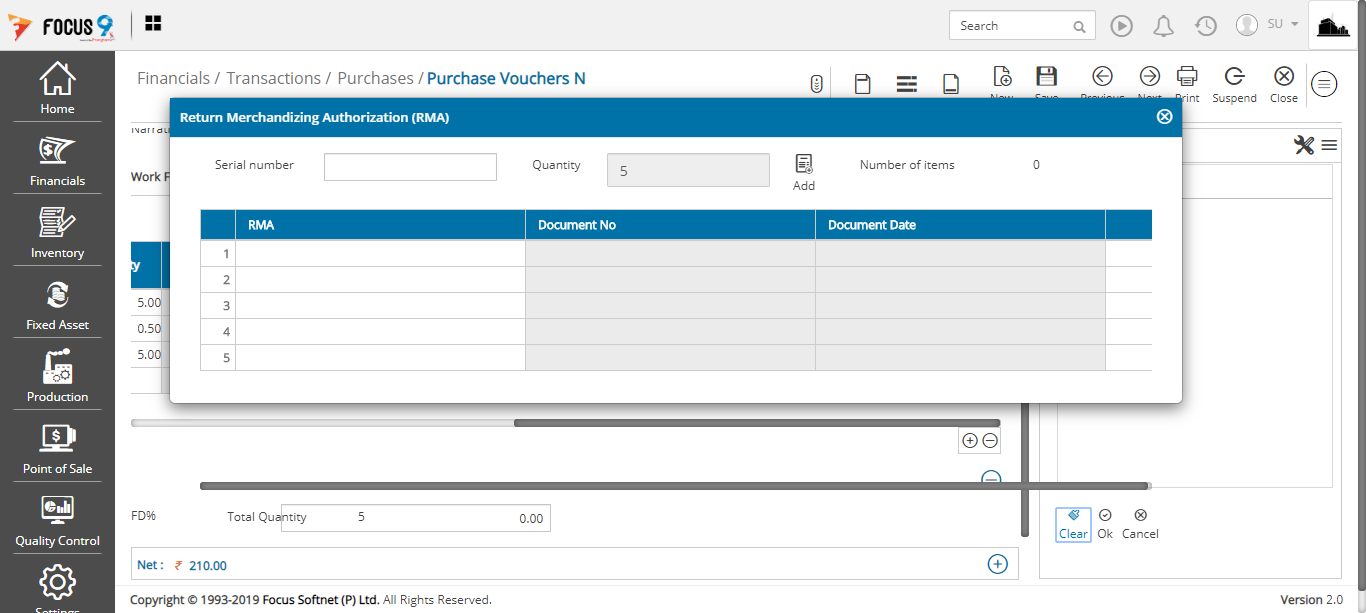 FOCUS 9
Search
SU
Home
Financials
Inventory
Fixed Asset
Production
Point of Sale
Quality Control
Settings
Financials / Transactions / Purchases / Purchase Vouchers N
New
Save
Previous
Next
Print
Suspend
Close
Return Merchandizing Authorization (RMA)
Serial number
Quantity
5
Add
Number of items
0
RMA
Document No
Document Date
1
2
3
4
5
Work F
ty
5.00
0.50
5.00
FD%
Total Quantity
5
0.00
Net : ₹ 210.00
Clear
Ok
Cancel
Copyright © 1993-2019 Focus Softnet (P) Ltd. All Rights Reserved.
Version 2.0